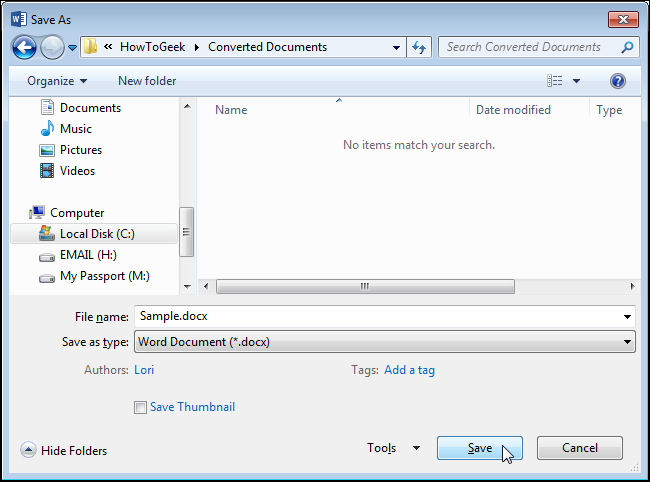 Save As
« HowToGeek ▸ Converted Documents
Search Converted Documents
Organize New folder
Documents
Music
Pictures
Videos
Computer
Local Disk (C:)
EMAIL (H:)
My Passport (M:)
Name Date modified Type
No items match your search.
File name: Sample.docx
Save as type: Word Document (*.docx)
Authors: Lori Tags: Add a tag
Save Thumbnail
Hide Folders Tools Save Cancel